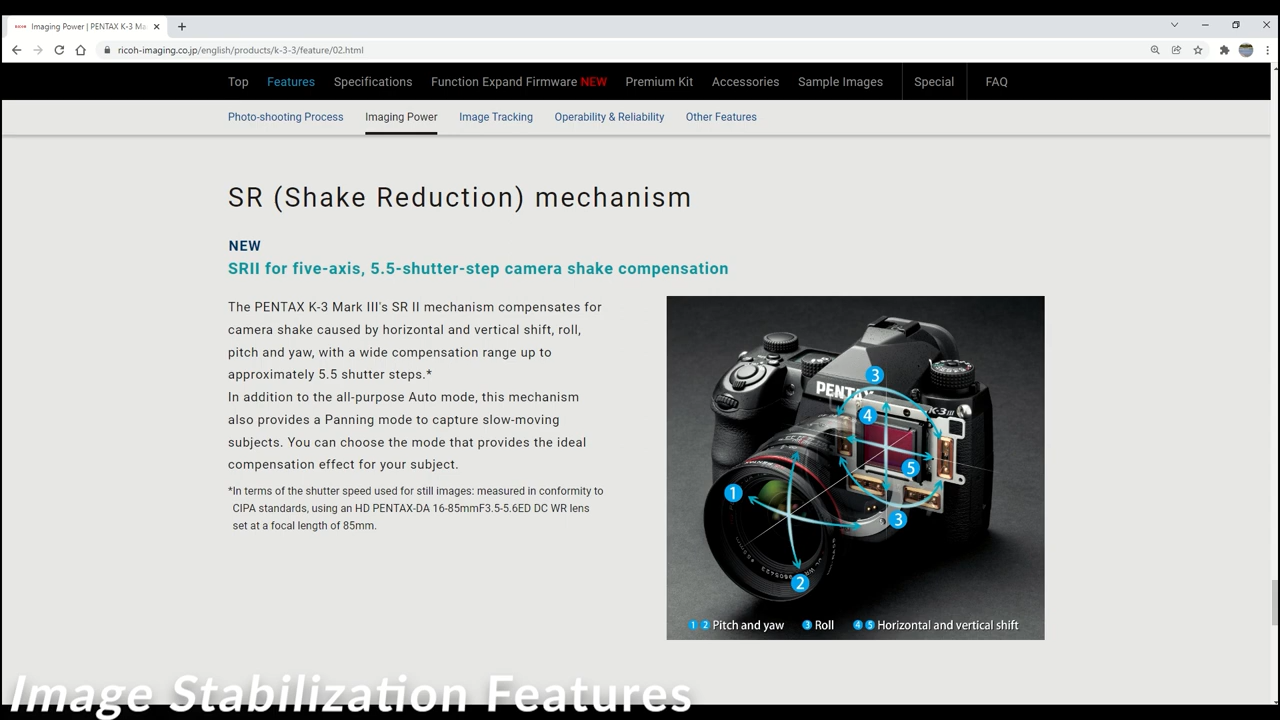 Imaging Power | PENTAX K-3 Ma
ricoh-imaging.co.jp/english/products/k-3-3/feature/02.html
Top Features Specifications Function Expand Firmware NEW Premium Kit Accessories Sample Images Special FAQ
Photo-shooting Process Imaging Power Image Tracking Operability & Reliability Other Features
SR (Shake Reduction) mechanism
NEW
SRII for five-axis, 5.5-shutter-step camera shake compensation
The PENTAX K-3 Mark III's SR II mechanism compensates for
camera shake caused by horizontal and vertical shift, roll,
pitch and yaw, with a wide compensation range up to
approximately 5.5 shutter steps.*
In addition to the all-purpose Auto mode, this mechanism
also provides a Panning mode to capture slow-moving
subjects. You can choose the mode that provides the ideal
compensation effect for your subject.
*In terms of the shutter speed used for still images: measured in conformity to
CIPA standards, using an HD PENTAX-DA 16-85mmF3.5-5.6ED DC WR lens
set at a focal length of 85mm.
3
PENTAX
4
K-3 III
5
1
3
2
1 2 Pitch and yaw 3 Roll 4 5 Horizontal and vertical shift
Image Stabilization Features